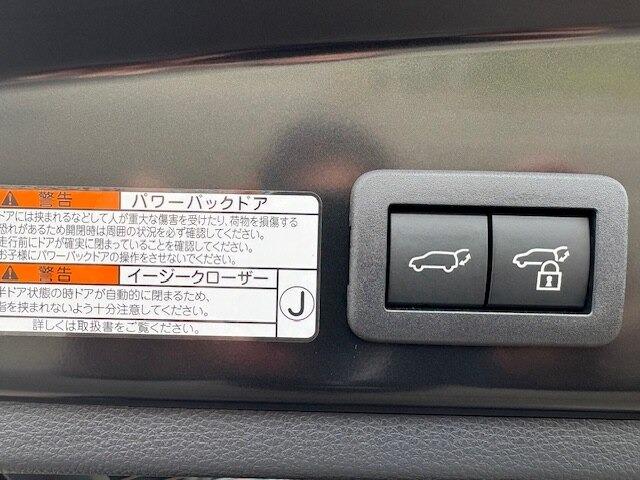 警告 パワーバックドア
ドアには挟まれるなどして人が重大な傷害を受けたり、荷物を損傷する
恐れがあるため開閉時は周囲の状況を必ず確認してください。
走行前にドアが確実に閉まっていることを確認してください。
お子様にパワーバックドアの操作をさせないでください。
警告 イージークローザー
半ドア状態の時ドアが自動的に閉まるため、
指を挟まれないよう十分注意してください。
J
詳しくは取扱書をご覧ください。